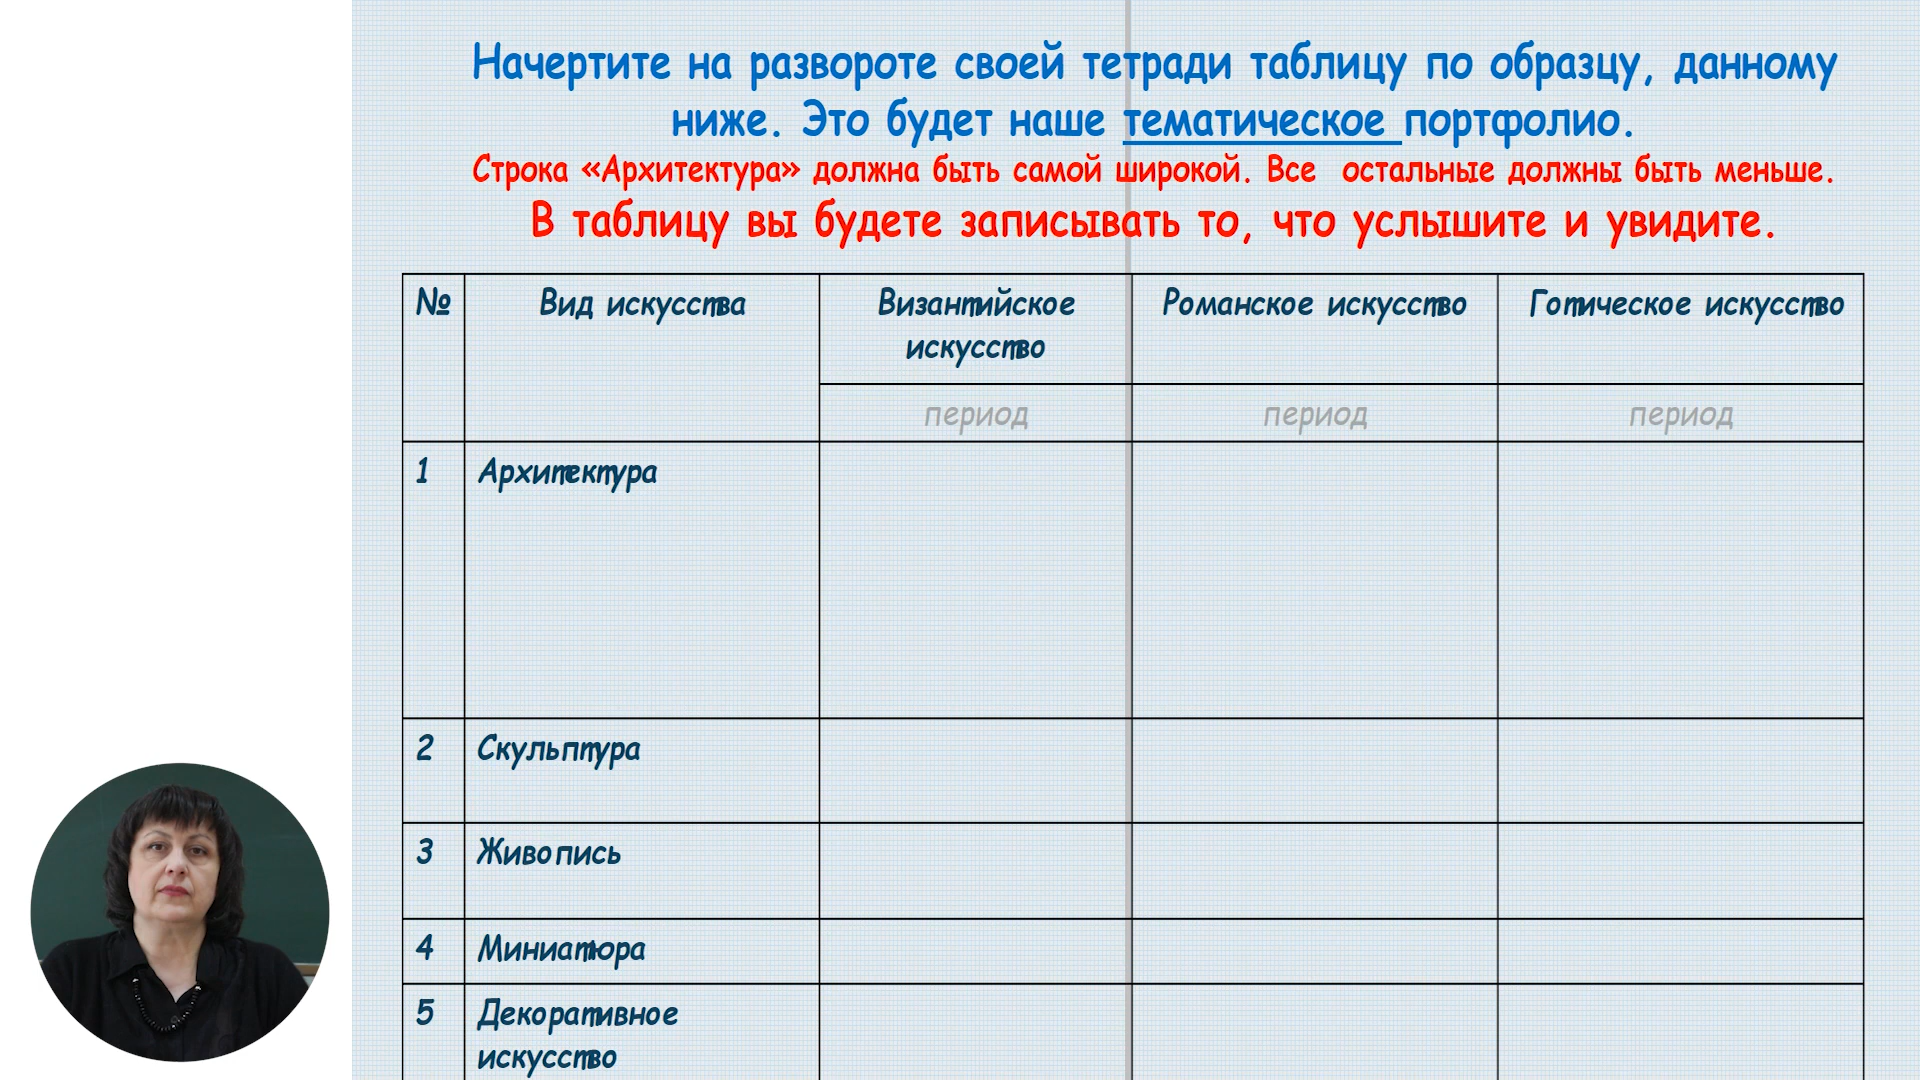 Начертите на развороте своей тетради таблицу по образцу, данному
ниже. Это будет наше тематическое портфолио.
Строка «Архитектура» должна быть самой широкой. Все остальные должны быть меньше.
В таблицу вы будете записывать то, что услышите и увидите.
№ Вид искусства Византийское искусство Романское искусство Готическое искусство
период период период
1 Архитектура
2 Скульптура
3 Живопись
4 Миниатюра
5 Декоративное
искусство